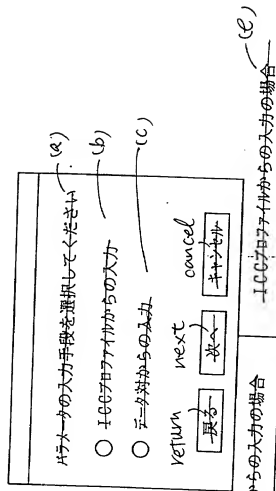 パラメータの入力手段を選択してください (a)
○ ICCプロファイルからの入力 (b)
○ データ対からの入力 (c)
return next cancel
戻る 次へ キャンセル
らの入力の場合
ICCプロファイルからの入力の場合 (e)